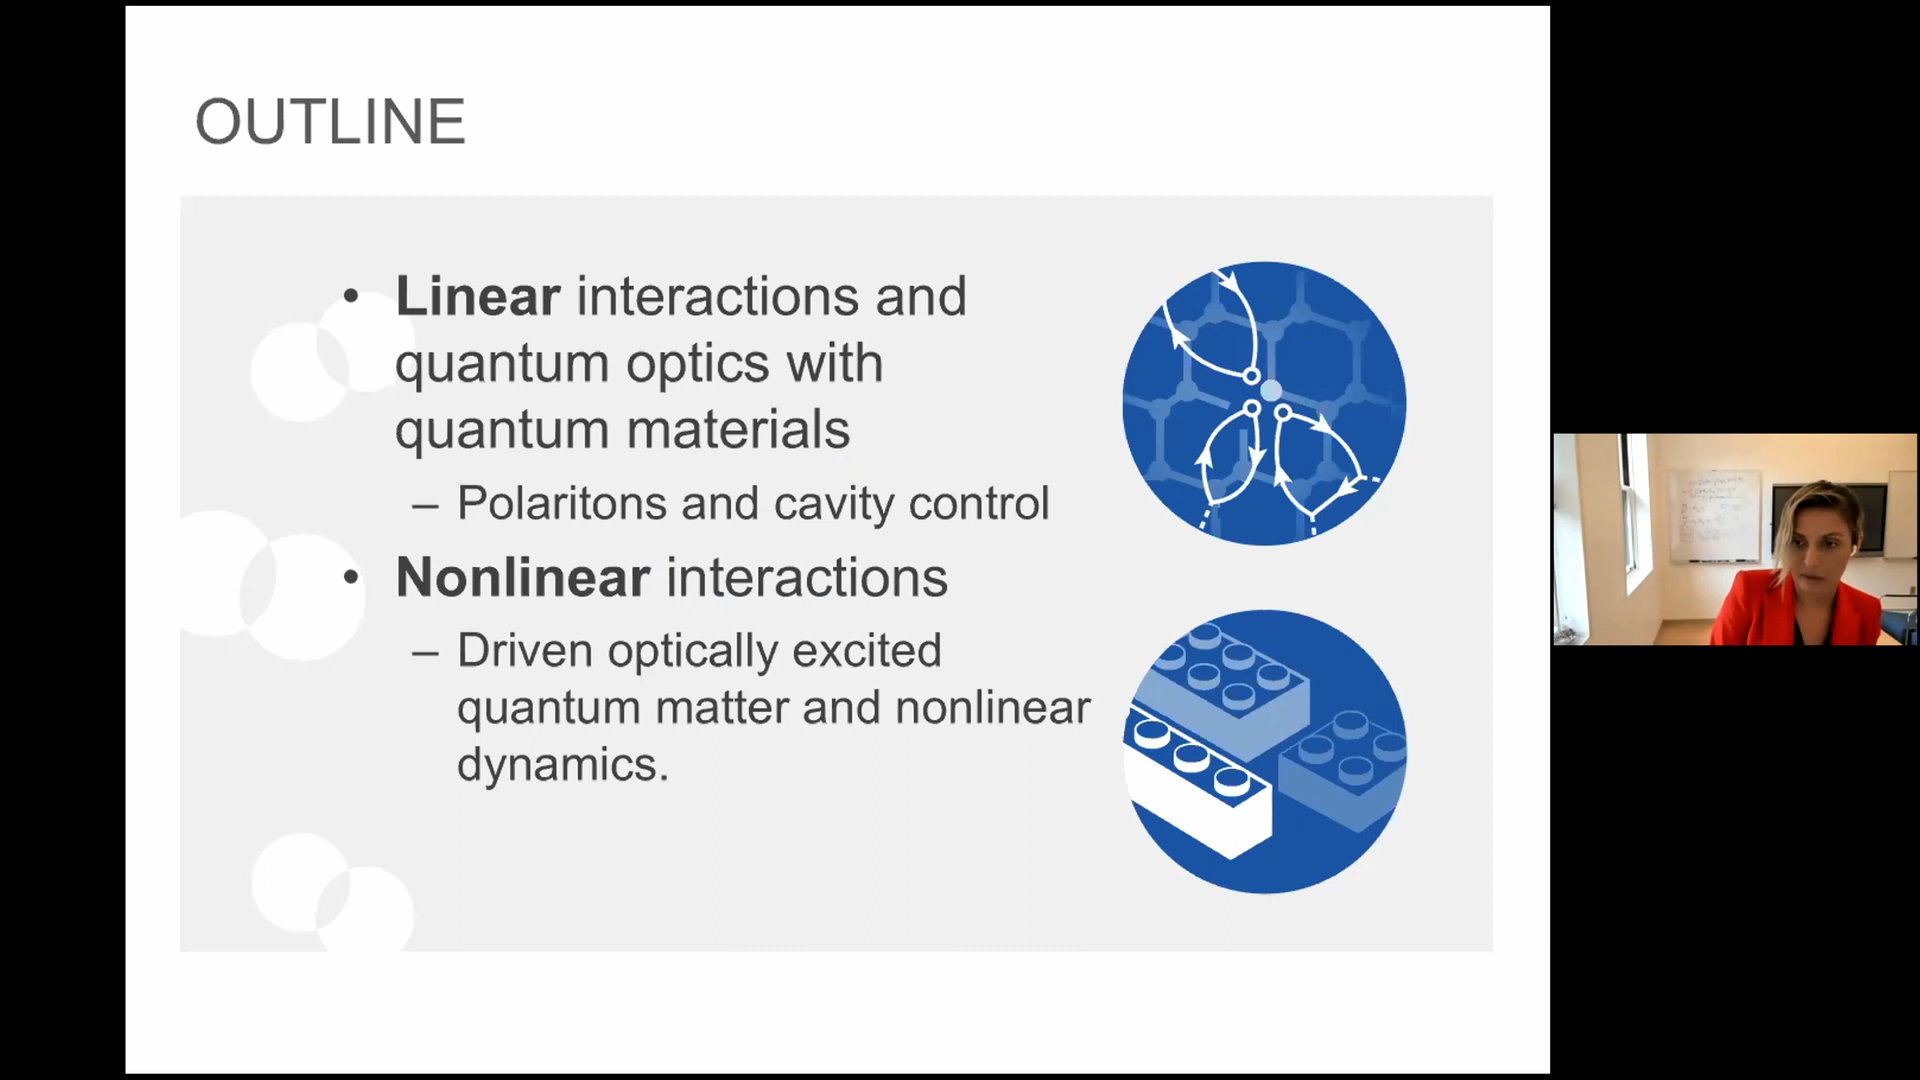 OUTLINE
• Linear interactions and
quantum optics with
quantum materials
– Polaritons and cavity control
• Nonlinear interactions
– Driven optically excited
quantum matter and nonlinear
dynamics.